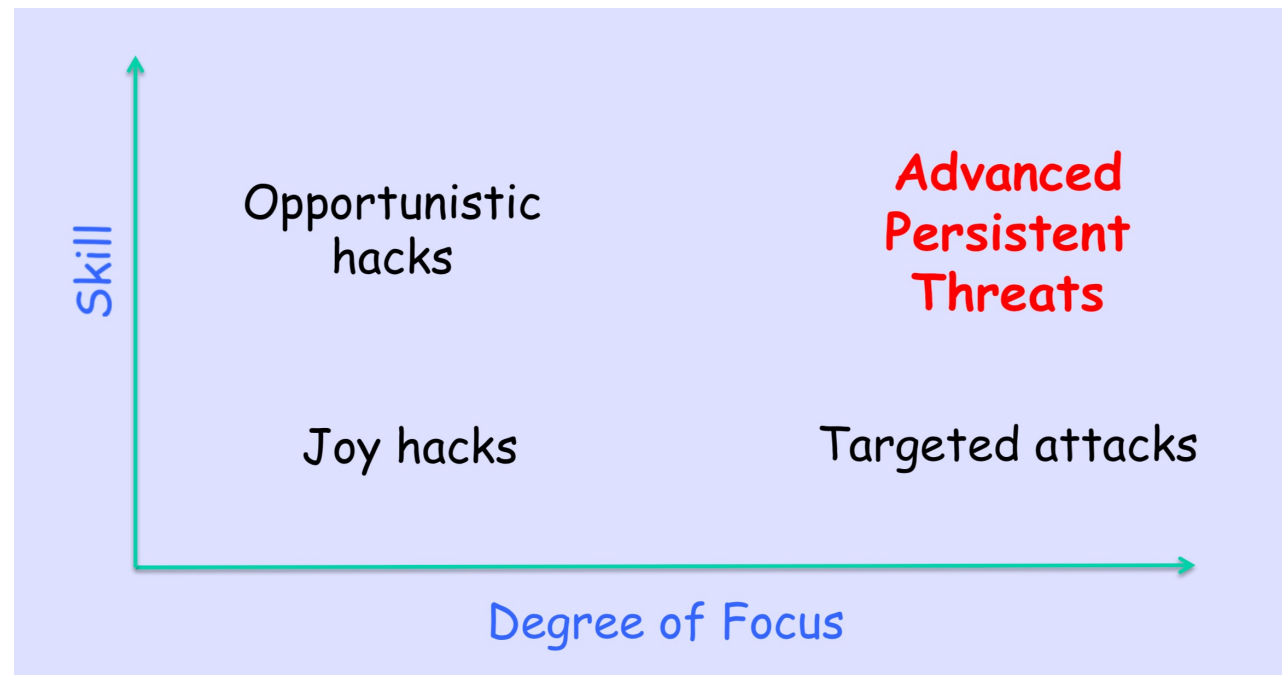 Skill
Opportunistic
hacks
Advanced
Persistent
Threats
Joy hacks
Targeted attacks
Degree of Focus